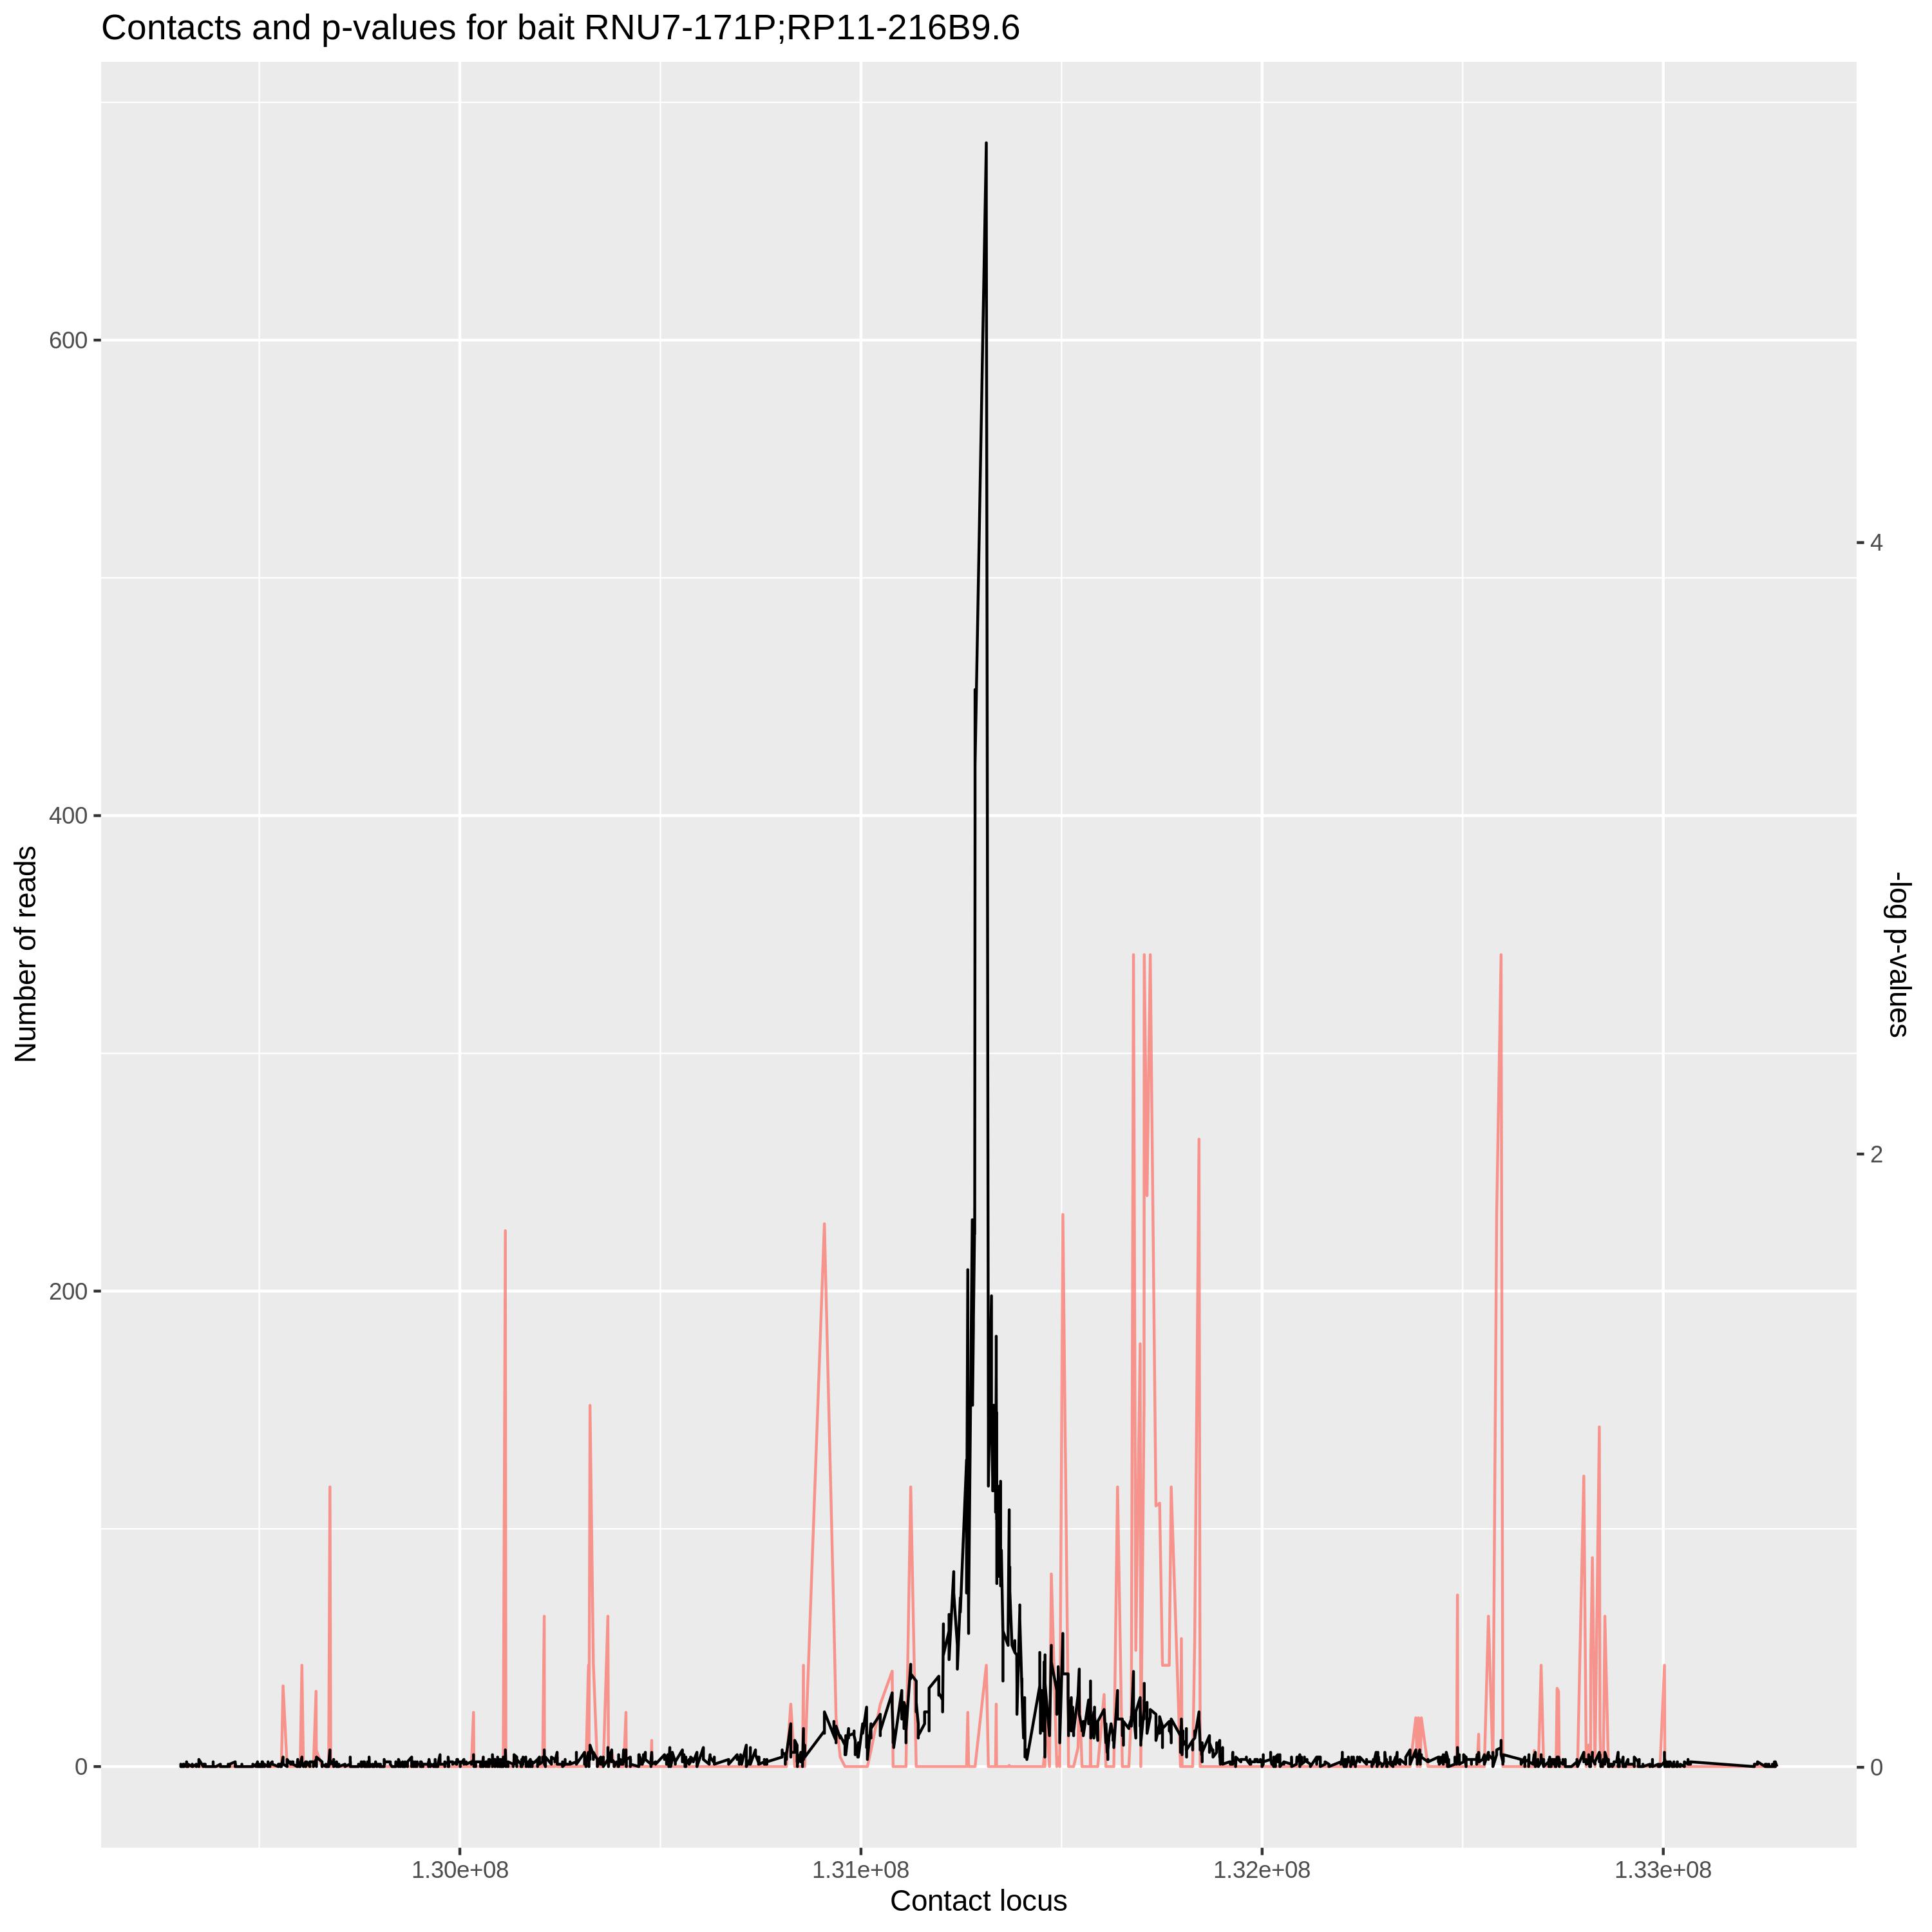 Contacts and p-values for bait RNU7-171P;RP11-216B9.6
600
400
200
0
Number of reads
4
2
0
-log p-values
1.30e+08
1.31e+08
1.32e+08
1.33e+08
Contact locus